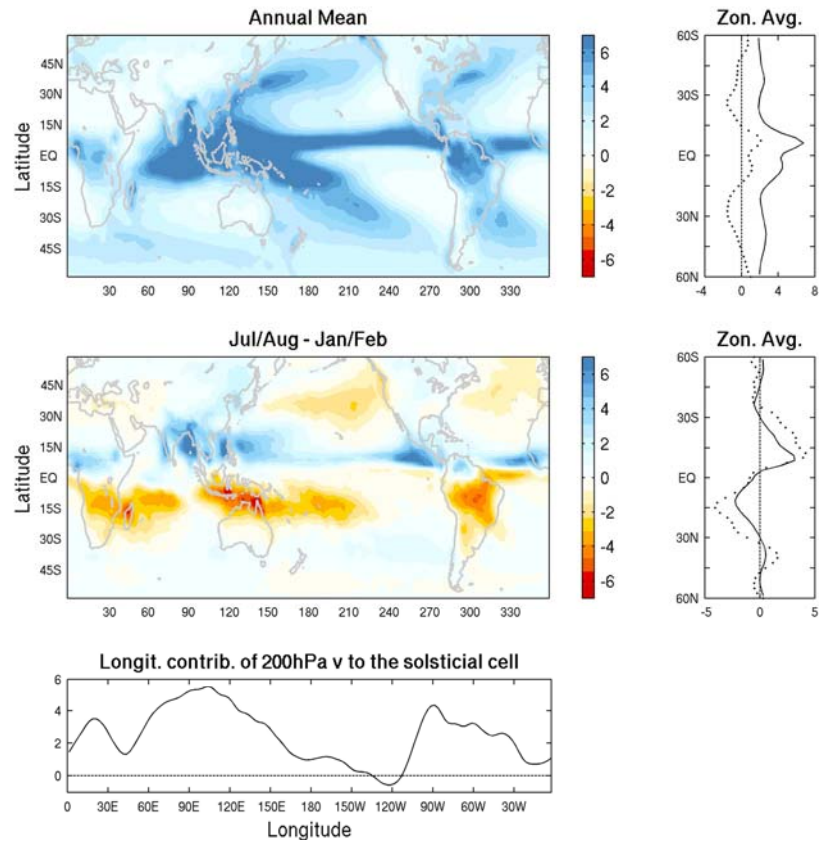 Annual Mean
Zon. Avg.
Latitude
45N
30N
15N
EQ
15S
30S
45S
30 60 90 120 150 180 210 240 270 300 330
6
4
2
0
-2
-4
-6
60S
30S
EQ
30N
60N
-4 0 4 8
Jul/Aug - Jan/Feb
Zon. Avg.
Latitude
45N
30N
15N
EQ
15S
30S
45S
30 60 90 120 150 180 210 240 270 300 330
6
4
2
0
-2
-4
-6
60S
30S
EQ
30N
60N
-5 0 5
Longit. contrib. of 200hPa v to the solsticial cell
6
4
2
0
0 30E 60E 90E 120E 150E 180E 150W 120W 90W 60W 30W
Longitude